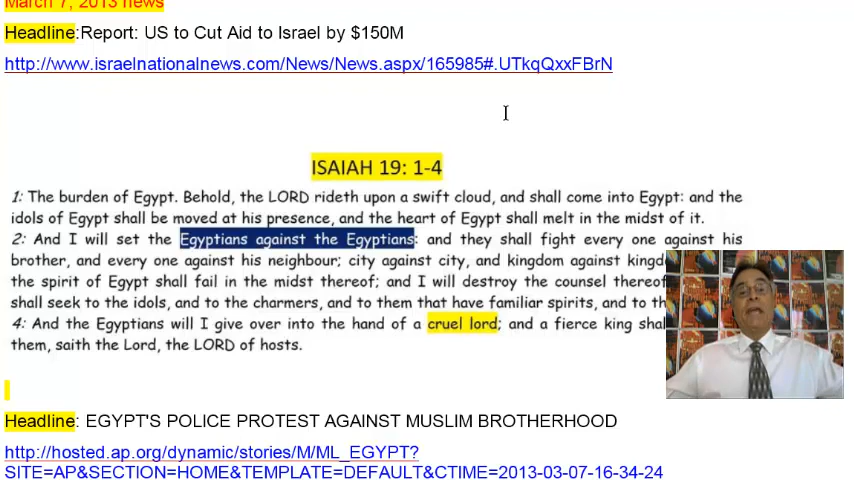 March 7, 2013 news
Headline:Report: US to Cut Aid to Israel by $150M
http://www.israelnationalnews.com/News/News.aspx/165985#.UTkqQxxFBrN
ISAIAH 19: 1-4
1: The burden of Egypt. Behold, the LORD rideth upon a swift cloud, and shall come into Egypt: and the
idols of Egypt shall be moved at his presence, and the heart of Egypt shall melt in the midst of it.
2: And I will set the Egyptians against the Egyptians: and they shall fight every one against his
brother, and every one against his neighbour; city against city, and kingdom against
the spirit of Egypt shall fail in the midst thereof; and I will destroy the counsel thereof
shall seek to the idols, and to the charmers, and to them that have familiar spirits, and to
4: And the Egyptians will I give over into the hand of a cruel lord; and a fierce king
them, saith the Lord, the LORD of hosts.
Headline: EGYPT'S POLICE PROTEST AGAINST MUSLIM BROTHERHOOD
http://hosted.ap.org/dynamic/stories/M/ML_EGYPT?
SITE=AP&SECTION=HOME&TEMPLATE=DEFAULT&CTIME=2013-03-07-16-34-24